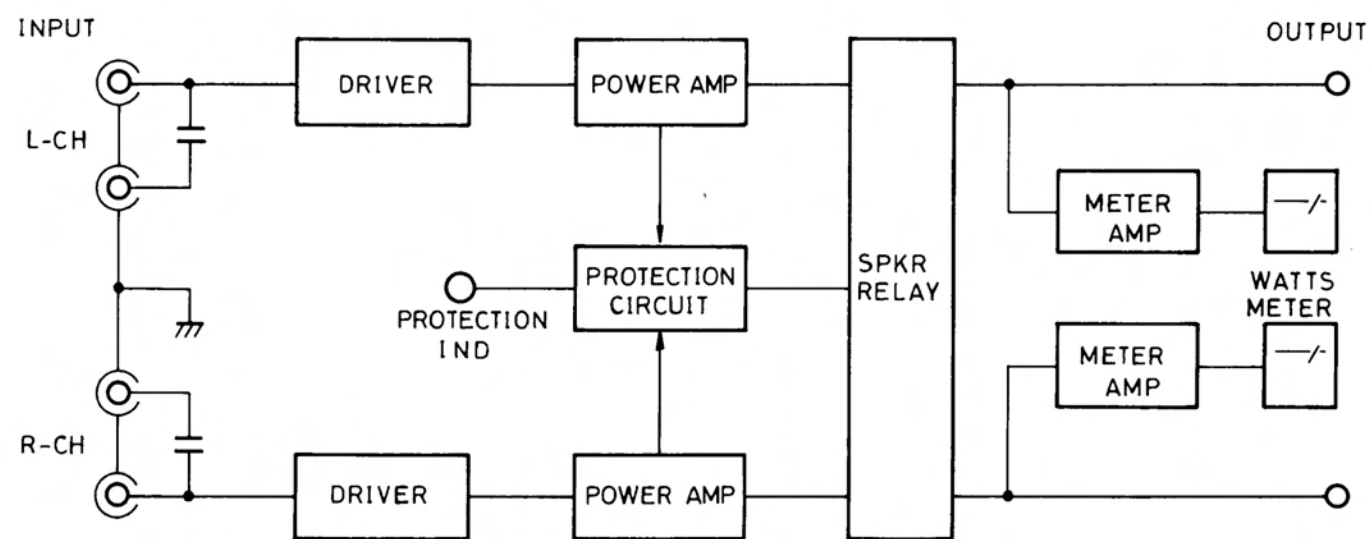 INPUT
OUTPUT
DRIVER
POWER AMP
L-CH
METER
AMP
PROTECTION
CIRCUIT
SPKR
RELAY
PROTECTION
IND
WATTS
METER
METER
AMP
R-CH
DRIVER
POWER AMP